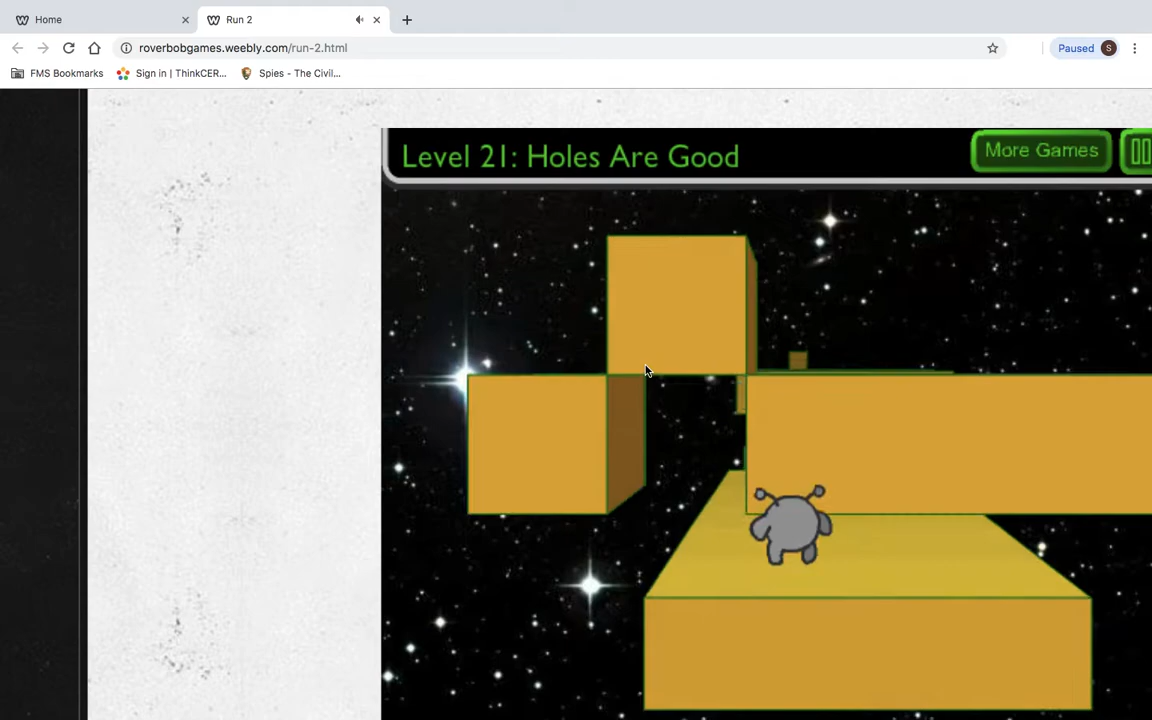 Home
Run 2
roverbobgames.weebly.com/run-2.html
Paused S
FMS Bookmarks
Sign in | ThinkCER...
Spies - The Civil...
Level 21: Holes Are Good
More Games